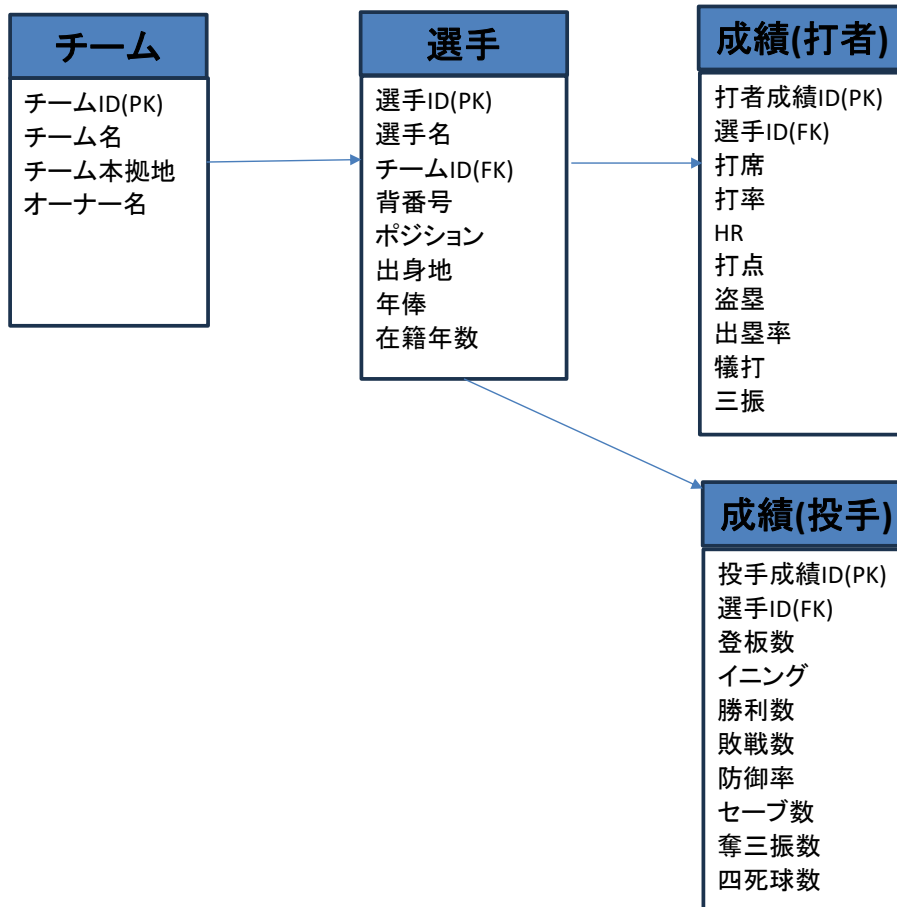 チーム
チームID(PK)
チーム名
チーム本拠地
オーナー名
選手
選手ID(PK)
選手名
チームID(FK)
背番号
ポジション
出身地
年俸
在籍年数
成績(打者)
打者成績ID(PK)
選手ID(FK)
打席
打率
HR
打点
盗塁
出塁率
犠打
三振
成績(投手)
投手成績ID(PK)
選手ID(FK)
登板数
イニング
勝利数
敗戦数
防御率
セーブ数
奪三振数
四死球数